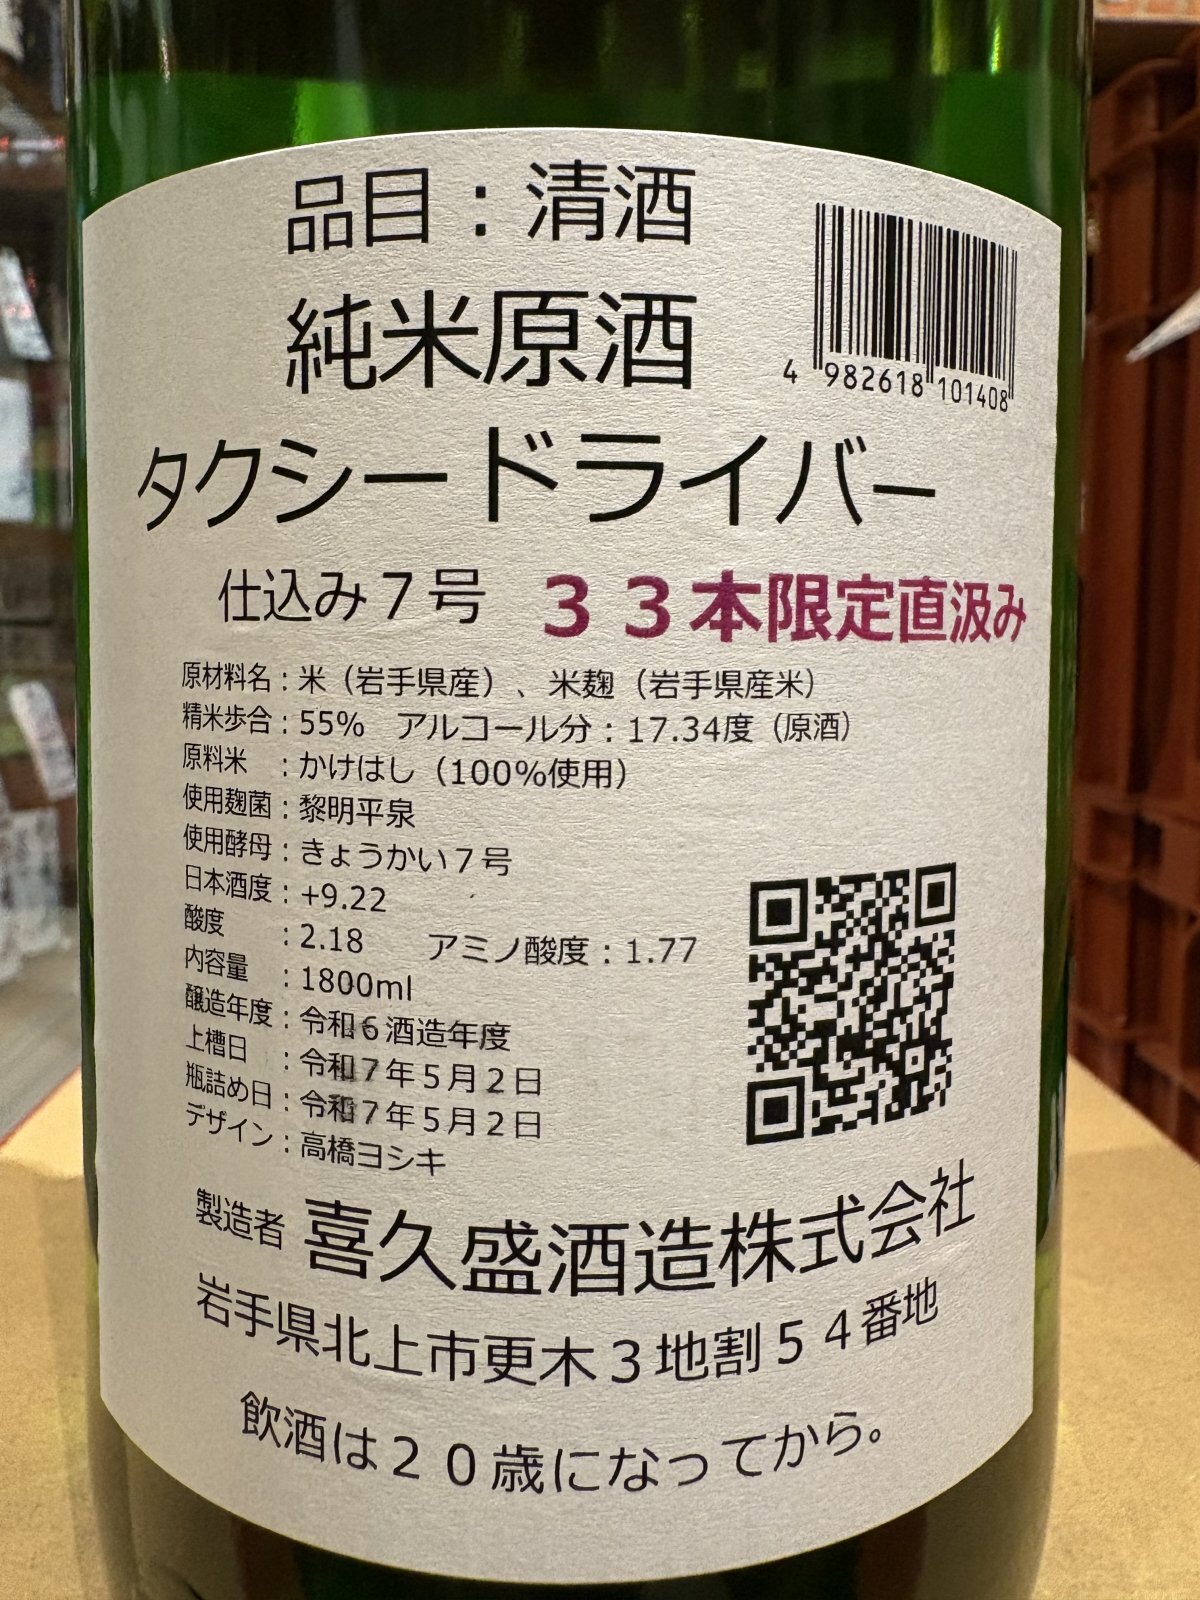 品目：清酒
4 982618 101408
純米原酒
タクシードライバー
仕込み７号 ３３本限定直汲み
原材料名：米（岩手県産）、米麹（岩手県産米）
精米歩合：55% アルコール分：17.34度（原酒）
原料米 ：かけはし（100%使用）
使用麹菌：黎明平泉
使用酵母：きょうかい７号
日本酒度：+9.22
酸度 ：2.18 アミノ酸度：1.77
内容量 ：1800ml
醸造年度：令和６酒造年度
上槽日 ：令和７年５月２日
瓶詰め日：令和７年５月２日
デザイン：高橋ヨシキ
製造者 喜久盛酒造株式会社
岩手県北上市更木３地割５４番地
飲酒は２０歳になってから。